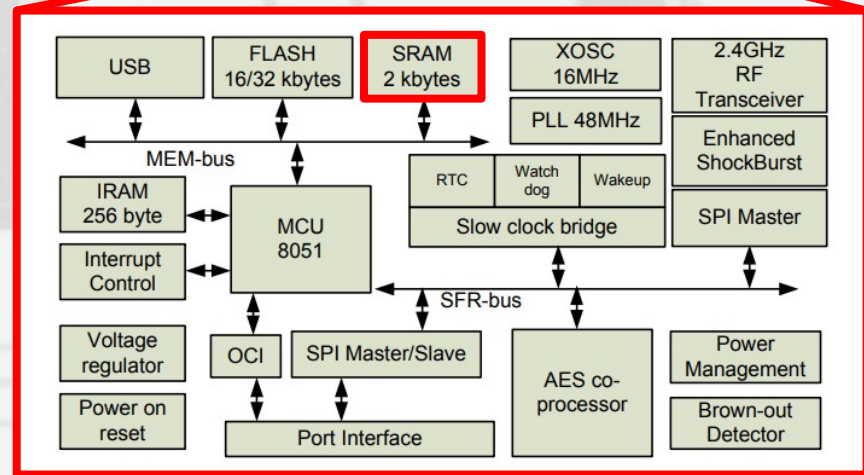 USB
FLASH
16/32 kbytes
SRAM
2 kbytes
XOSC
16MHz
2.4GHz
RF
Transceiver
PLL 48MHz
Enhanced
ShockBurst
MEM-bus
RTC
Watch
dog
Wakeup
IRAM
256 byte
MCU
8051
Slow clock bridge
SPI Master
Interrupt
Control
SFR-bus
Voltage
regulator
OCI
SPI Master/Slave
AES co-
processor
Power
Management
Power on
reset
Port Interface
Brown-out
Detector